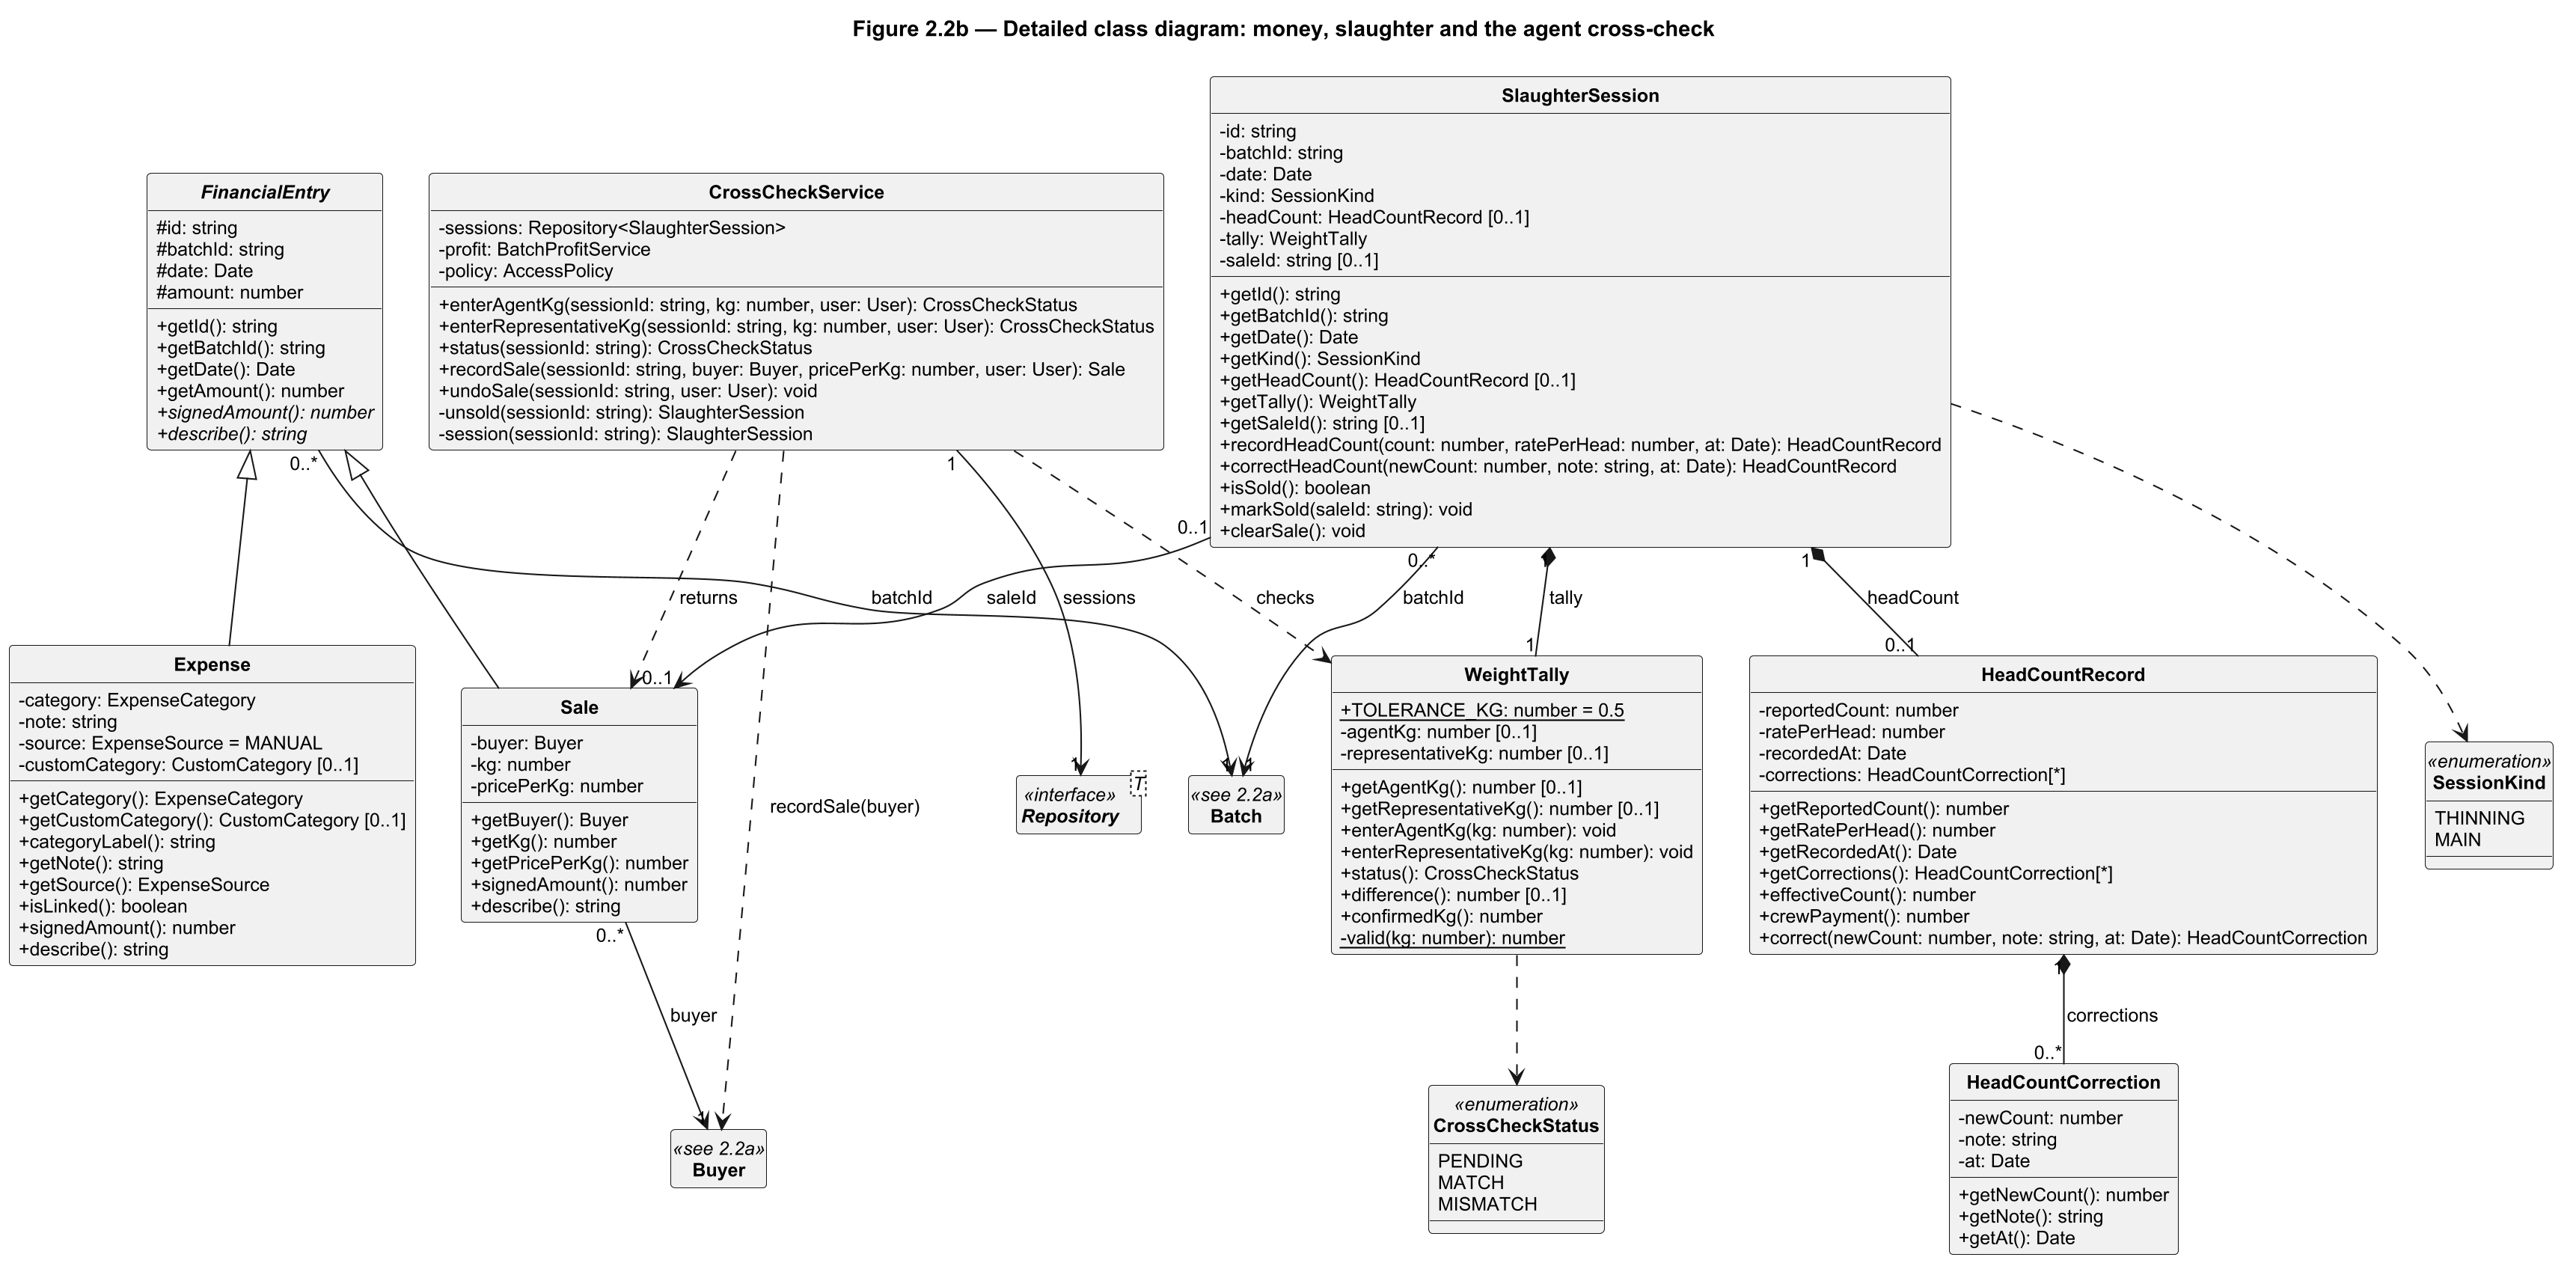 Figure 2.2b — Detailed class diagram: money, slaughter and the agent cross-check
SlaughterSession
-id: string
-batchId: string
-date: Date
-kind: SessionKind
-headCount: HeadCountRecord [0..1]
-tally: WeightTally
-saleId: string [0..1]
+getId(): string
+getBatchId(): string
+getDate(): Date
+getKind(): SessionKind
+getHeadCount(): HeadCountRecord [0..1]
+getTally(): WeightTally
+getSaleId(): string [0..1]
+recordHeadCount(count: number, ratePerHead: number, at: Date): HeadCountRecord
+correctHeadCount(newCount: number, note: string, at: Date): HeadCountRecord
+isSold(): boolean
+markSold(saleId: string): void
+clearSale(): void
FinancialEntry
#id: string
#batchId: string
#date: Date
#amount: number
+getId(): string
+getBatchId(): string
+getDate(): Date
+getAmount(): number
+signedAmount(): number
+describe(): string
CrossCheckService
-sessions: Repository<SlaughterSession>
-profit: BatchProfitService
-policy: AccessPolicy
+enterAgentKg(sessionId: string, kg: number, user: User): CrossCheckStatus
+enterRepresentativeKg(sessionId: string, kg: number, user: User): CrossCheckStatus
+status(sessionId: string): CrossCheckStatus
+recordSale(sessionId: string, buyer: Buyer, pricePerKg: number, user: User): Sale
+undoSale(sessionId: string, user: User): void
-unsold(sessionId: string): SlaughterSession
-session(sessionId: string): SlaughterSession
0..*
1
0..1
0..*
1
1
returns
batchId
saleId
sessions
checks
batchId
tally
headCount
0..1
1
1
1
1
0..1
Expense
-category: ExpenseCategory
-note: string
-source: ExpenseSource = MANUAL
-customCategory: CustomCategory [0..1]
+getCategory(): ExpenseCategory
+getCustomCategory(): CustomCategory [0..1]
+categoryLabel(): string
+getNote(): string
+getSource(): ExpenseSource
+isLinked(): boolean
+signedAmount(): number
+describe(): string
Sale
-buyer: Buyer
-kg: number
-pricePerKg: number
+getBuyer(): Buyer
+getKg(): number
+getPricePerKg(): number
+signedAmount(): number
+describe(): string
recordSale(buyer)
«interface»
Repository
T
«see 2.2a»
Batch
WeightTally
+TOLERANCE_KG: number = 0.5
-agentKg: number [0..1]
-representativeKg: number [0..1]
+getAgentKg(): number [0..1]
+getRepresentativeKg(): number [0..1]
+enterAgentKg(kg: number): void
+enterRepresentativeKg(kg: number): void
+status(): CrossCheckStatus
+difference(): number [0..1]
+confirmedKg(): number
-valid(kg: number): number
HeadCountRecord
-reportedCount: number
-ratePerHead: number
-recordedAt: Date
-corrections: HeadCountCorrection[*]
+getReportedCount(): number
+getRatePerHead(): number
+getRecordedAt(): Date
+getCorrections(): HeadCountCorrection[*]
+effectiveCount(): number
+crewPayment(): number
+correct(newCount: number, note: string, at: Date): HeadCountCorrection
«enumeration»
SessionKind
THINNING
MAIN
0..*
buyer
1
1
corrections
0..*
«see 2.2a»
Buyer
«enumeration»
CrossCheckStatus
PENDING
MATCH
MISMATCH
HeadCountCorrection
-newCount: number
-note: string
-at: Date
+getNewCount(): number
+getNote(): string
+getAt(): Date